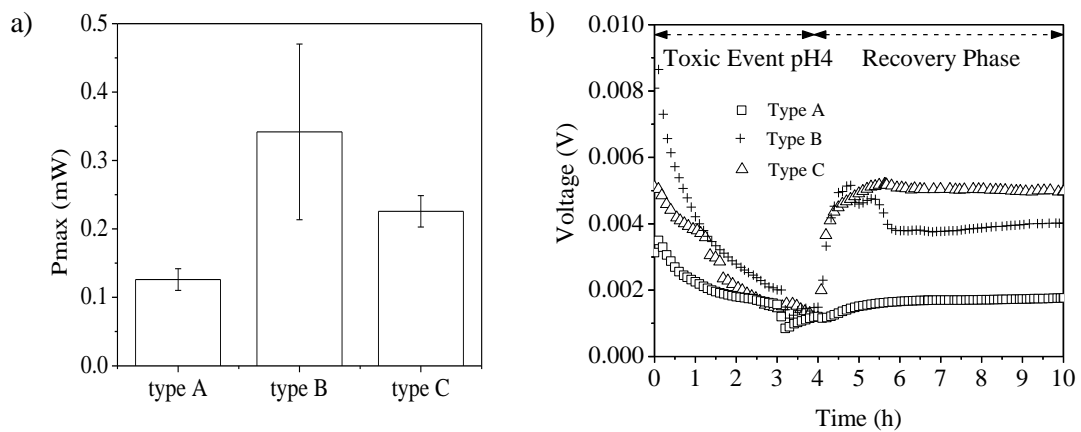 a)
0.5
0.4
0.3
0.2
0.1
0.0
Pmax (mW)
type A
type B
type C
b)
0.010
0.008
0.006
0.004
0.002
0.000
Voltage (V)
Toxic Event pH4
Recovery Phase
Type A
Type B
Type C
0 1 2 3 4 5 6 7 8 9 10
Time (h)